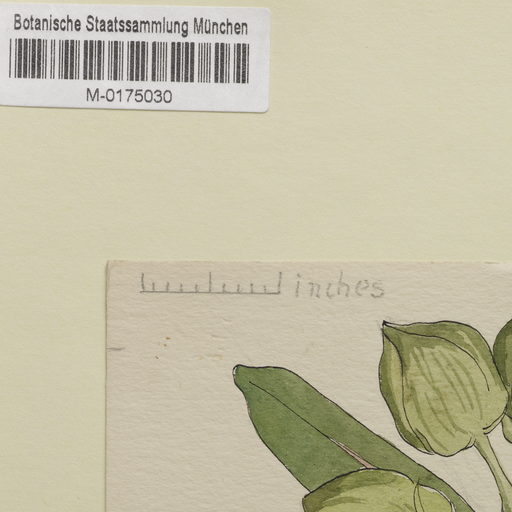 Botanische Staatssammlung München
M-0175030
inches